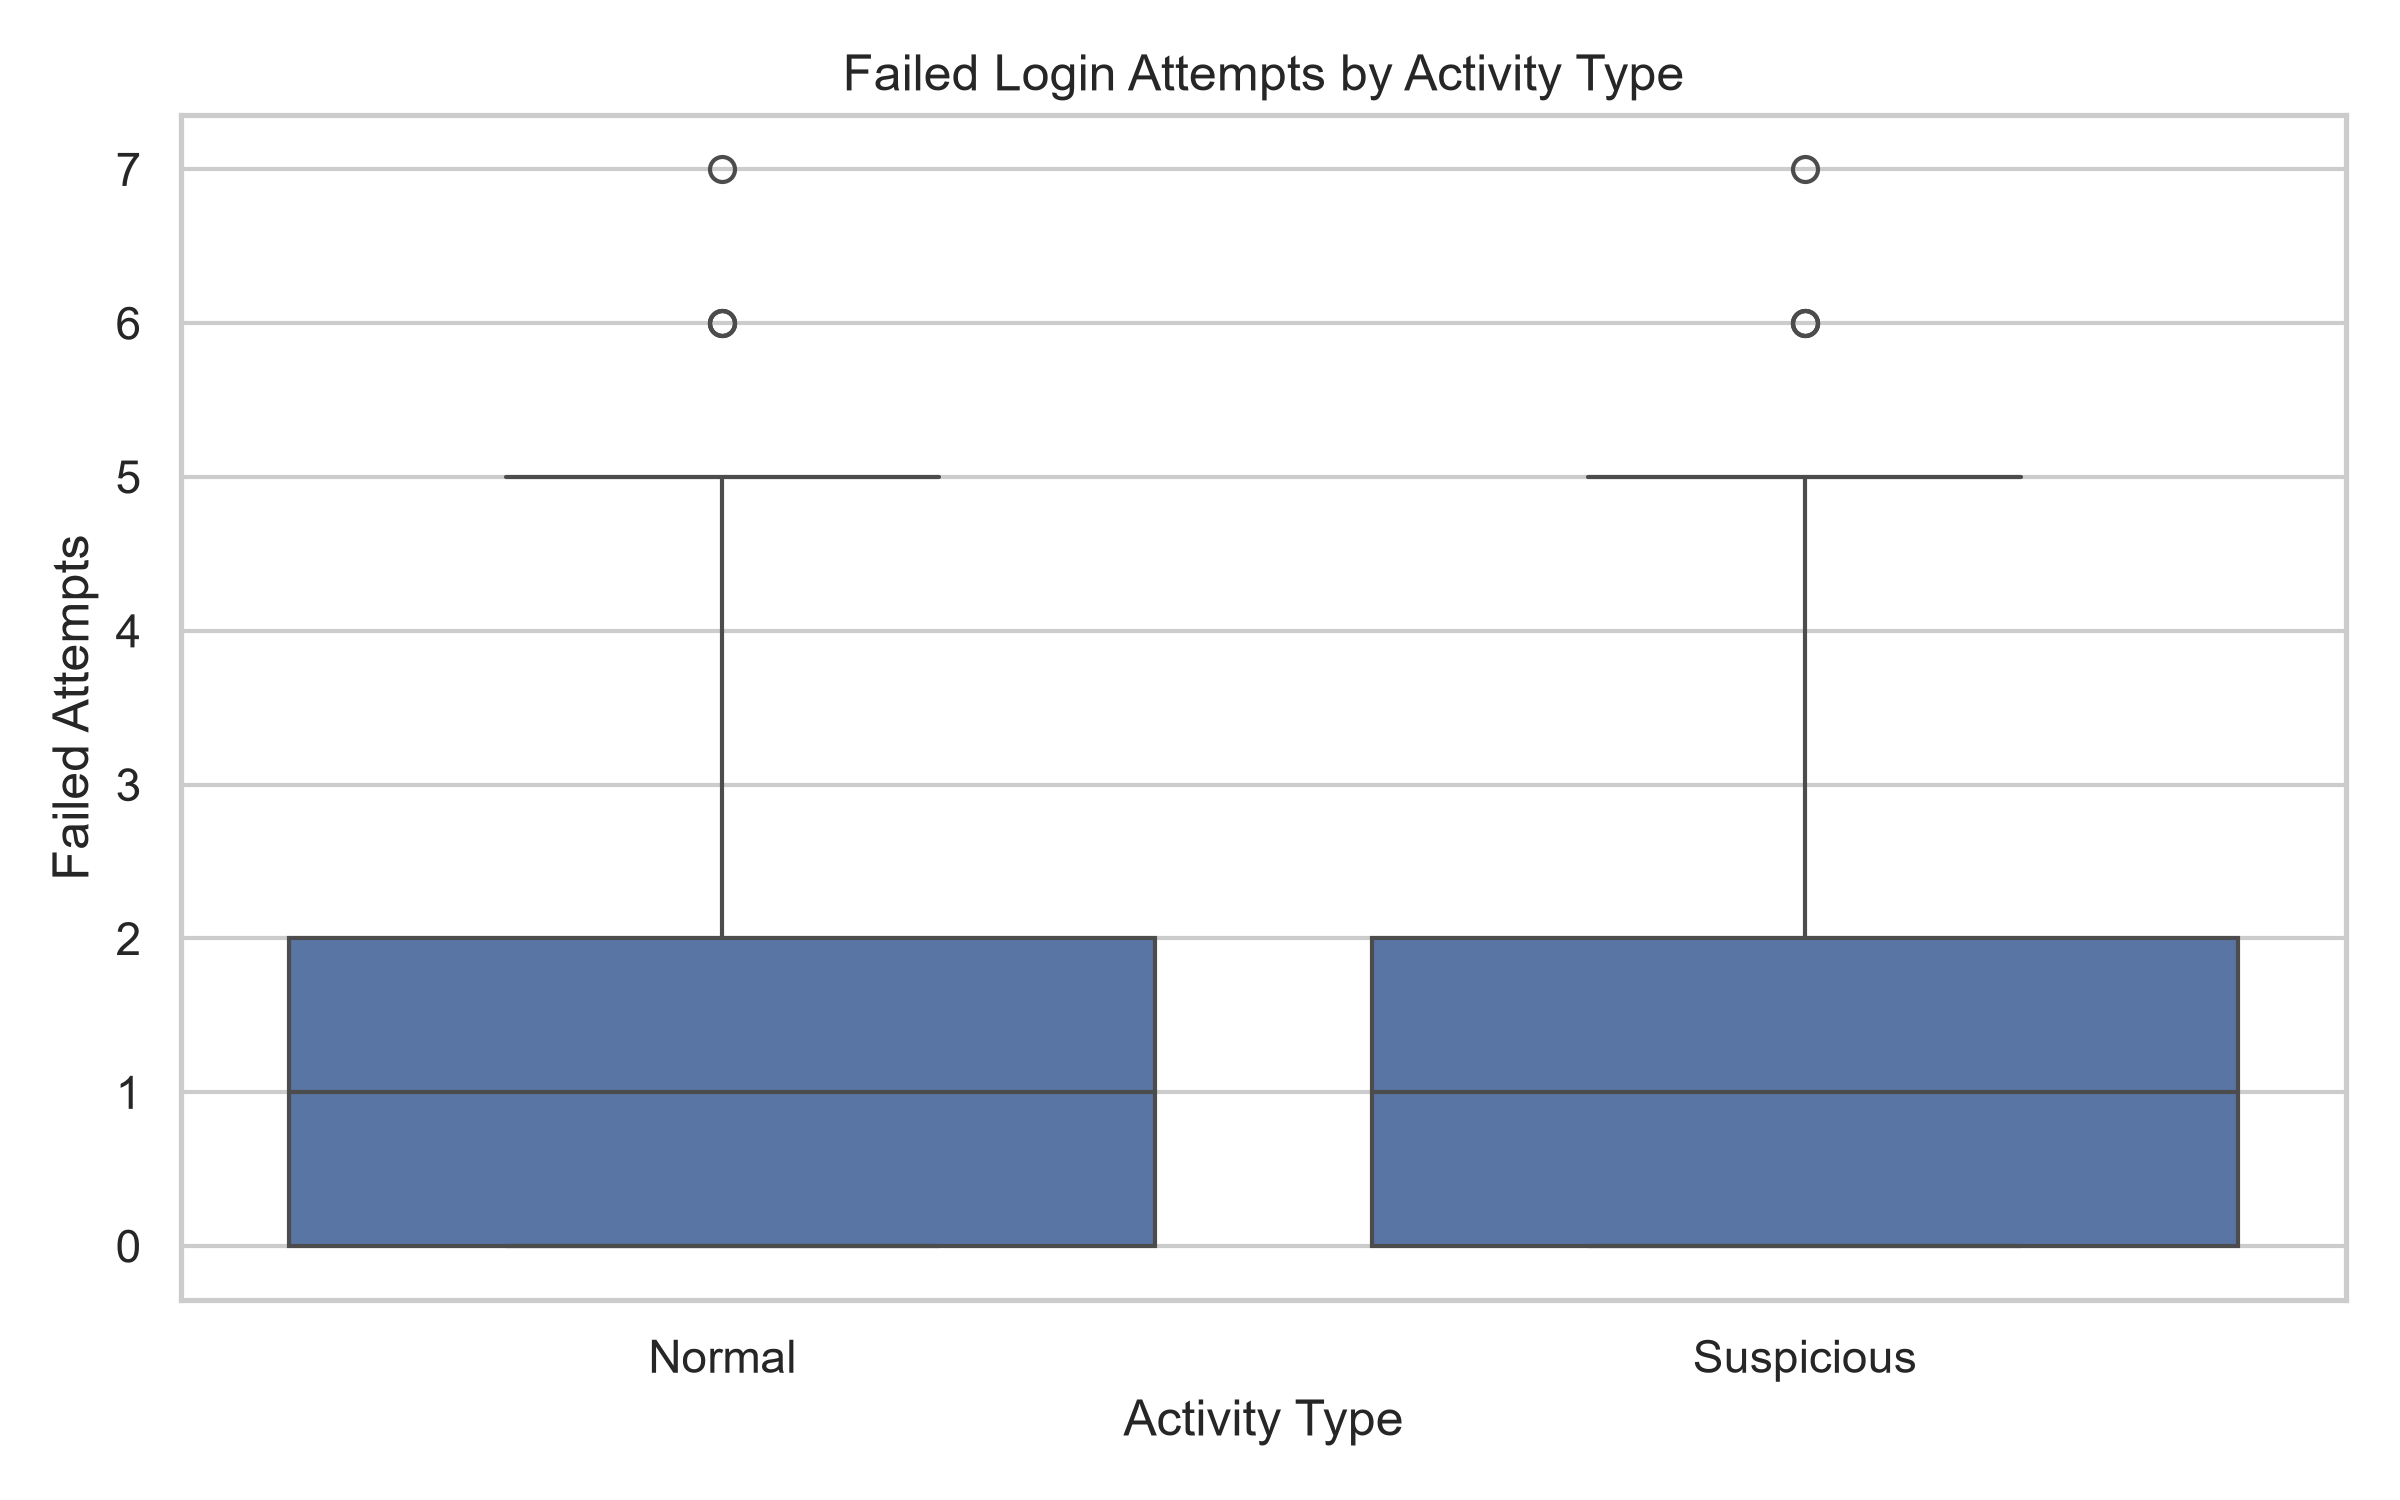 Failed Login Attempts by Activity Type
Failed Attempts
7
6
5
4
3
2
1
0
Normal Suspicious
Activity Type